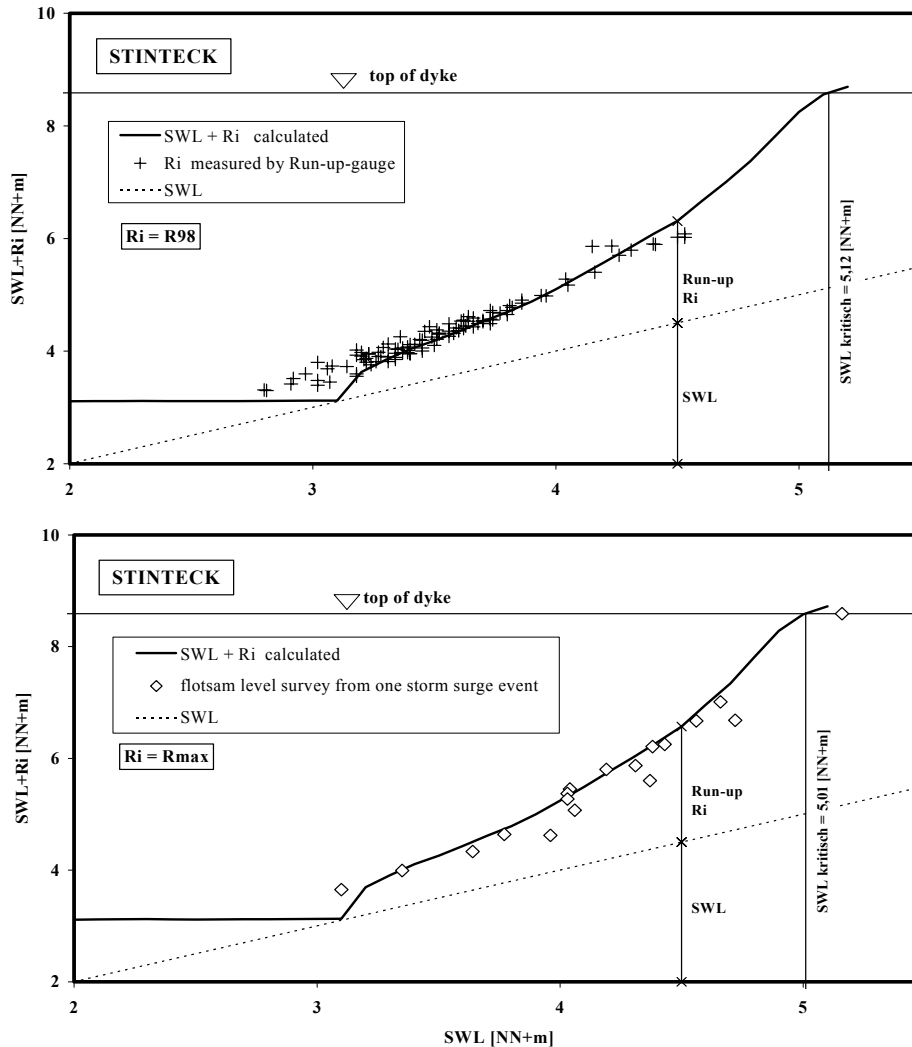 10
STINTECK
top of dyke
8
SWL + Ri calculated
Ri measured by Run-up-gauge
SWL
Ri = R98
SWL+Ri [NN+m]
6
Run-up
Ri
4
SWL
SWL kritisch = 5,12 [NN+m]
2
2 3 4 5
10
STINTECK
top of dyke
8
SWL + Ri calculated
flotsam level survey from one storm surge event
SWL
Ri = Rmax
SWL+Ri [NN+m]
6
Run-up
Ri
4
SWL
SWL kritisch = 5,01 [NN+m]
2
2 3 4 5
SWL [NN+m]